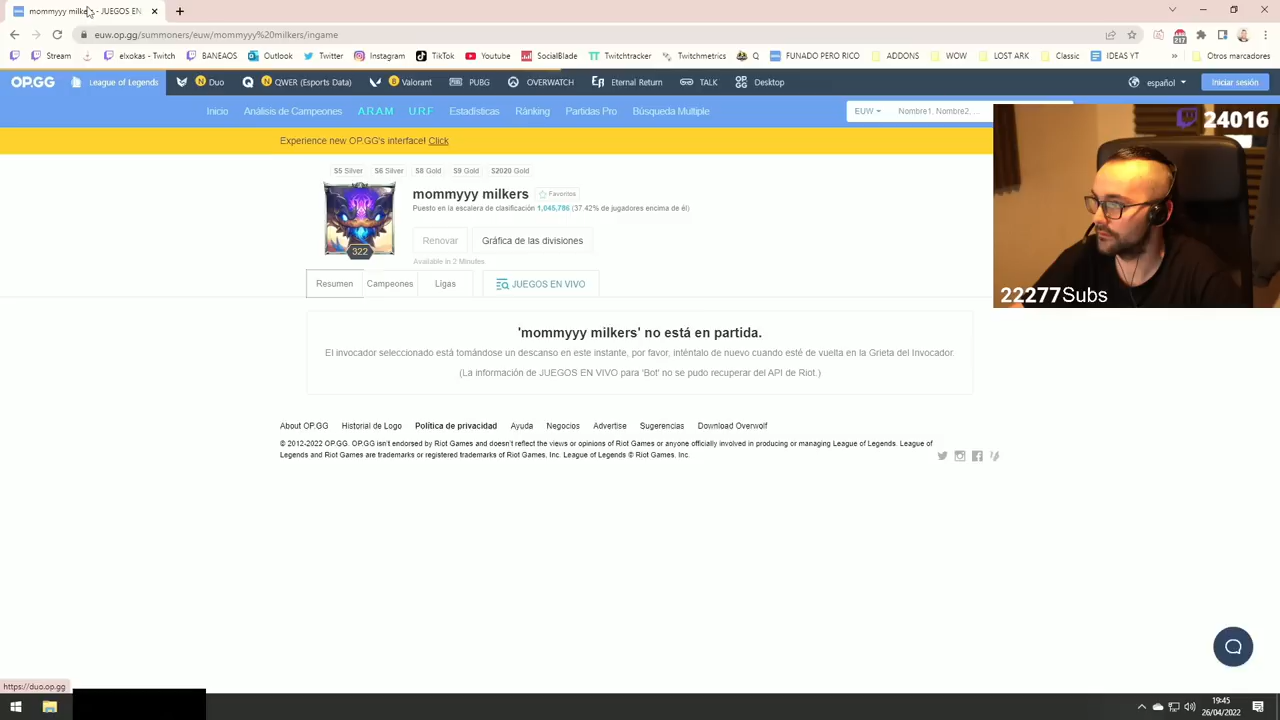 mommyyy milke - JUEGOS EN
euw.op.gg/summoners/euw/mommyyy%20milkers/ingame
Stream
elxokas - Twitch
BANEAOS
Outlook
Twitter
Instagram
TikTok
Youtube
SocialBlade
Twitchtracker
Twitchmetrics
Q
FUNADO PERO RICO
ADDONS
WOW
LOST ARK
Classic
IDEAS YT
»
Otros marcadores
OP.GG
League of Legends
N Duo
N QWER (Esports Data)
B Valorant
PUBG
OVERWATCH
Eternal Return
TALK
Desktop
español
Iniciar sesión
Inicio
Análisis de Campeones
ARAM
URF
Estadísticas
Ránking
Partidas Pro
Búsqueda Multiple
EUW
Nombre1, Nombre2, ...
Experience new OP.GG's interface! Click
24016
S5 Silver
S6 Silver
S8 Gold
S9 Gold
S2020 Gold
mommyyy milkers
Favoritos
Puesto en la escalera de clasificación 1,045,786 (37.42% de jugadores encima de él)
Renovar
Gráfica de las divisiones
322
Available in 2 Minutes
Resumen
Campeones
Ligas
JUEGOS EN VIVO
22277Subs
'mommyyy milkers' no está en partida.
El invocador seleccionado está tomándose un descanso en este instante, por favor, inténtalo de nuevo cuando esté de vuelta en la Grieta del Invocador.
(La información de JUEGOS EN VIVO para 'Bot' no se pudo recuperar del API de Riot.)
About OP.GG
Historial de Logo
Política de privacidad
Ayuda
Negocios
Advertise
Sugerencias
Download Overwolf
© 2012-2022 OP.GG. OP.GG isn't endorsed by Riot Games and doesn't reflect the views or opinions of Riot Games or anyone officially involved in producing or managing League of Legends. League of
Legends and Riot Games are trademarks or registered trademarks of Riot Games, Inc. League of Legends © Riot Games, Inc.
https://duo.op.gg
19:45
26/04/2022